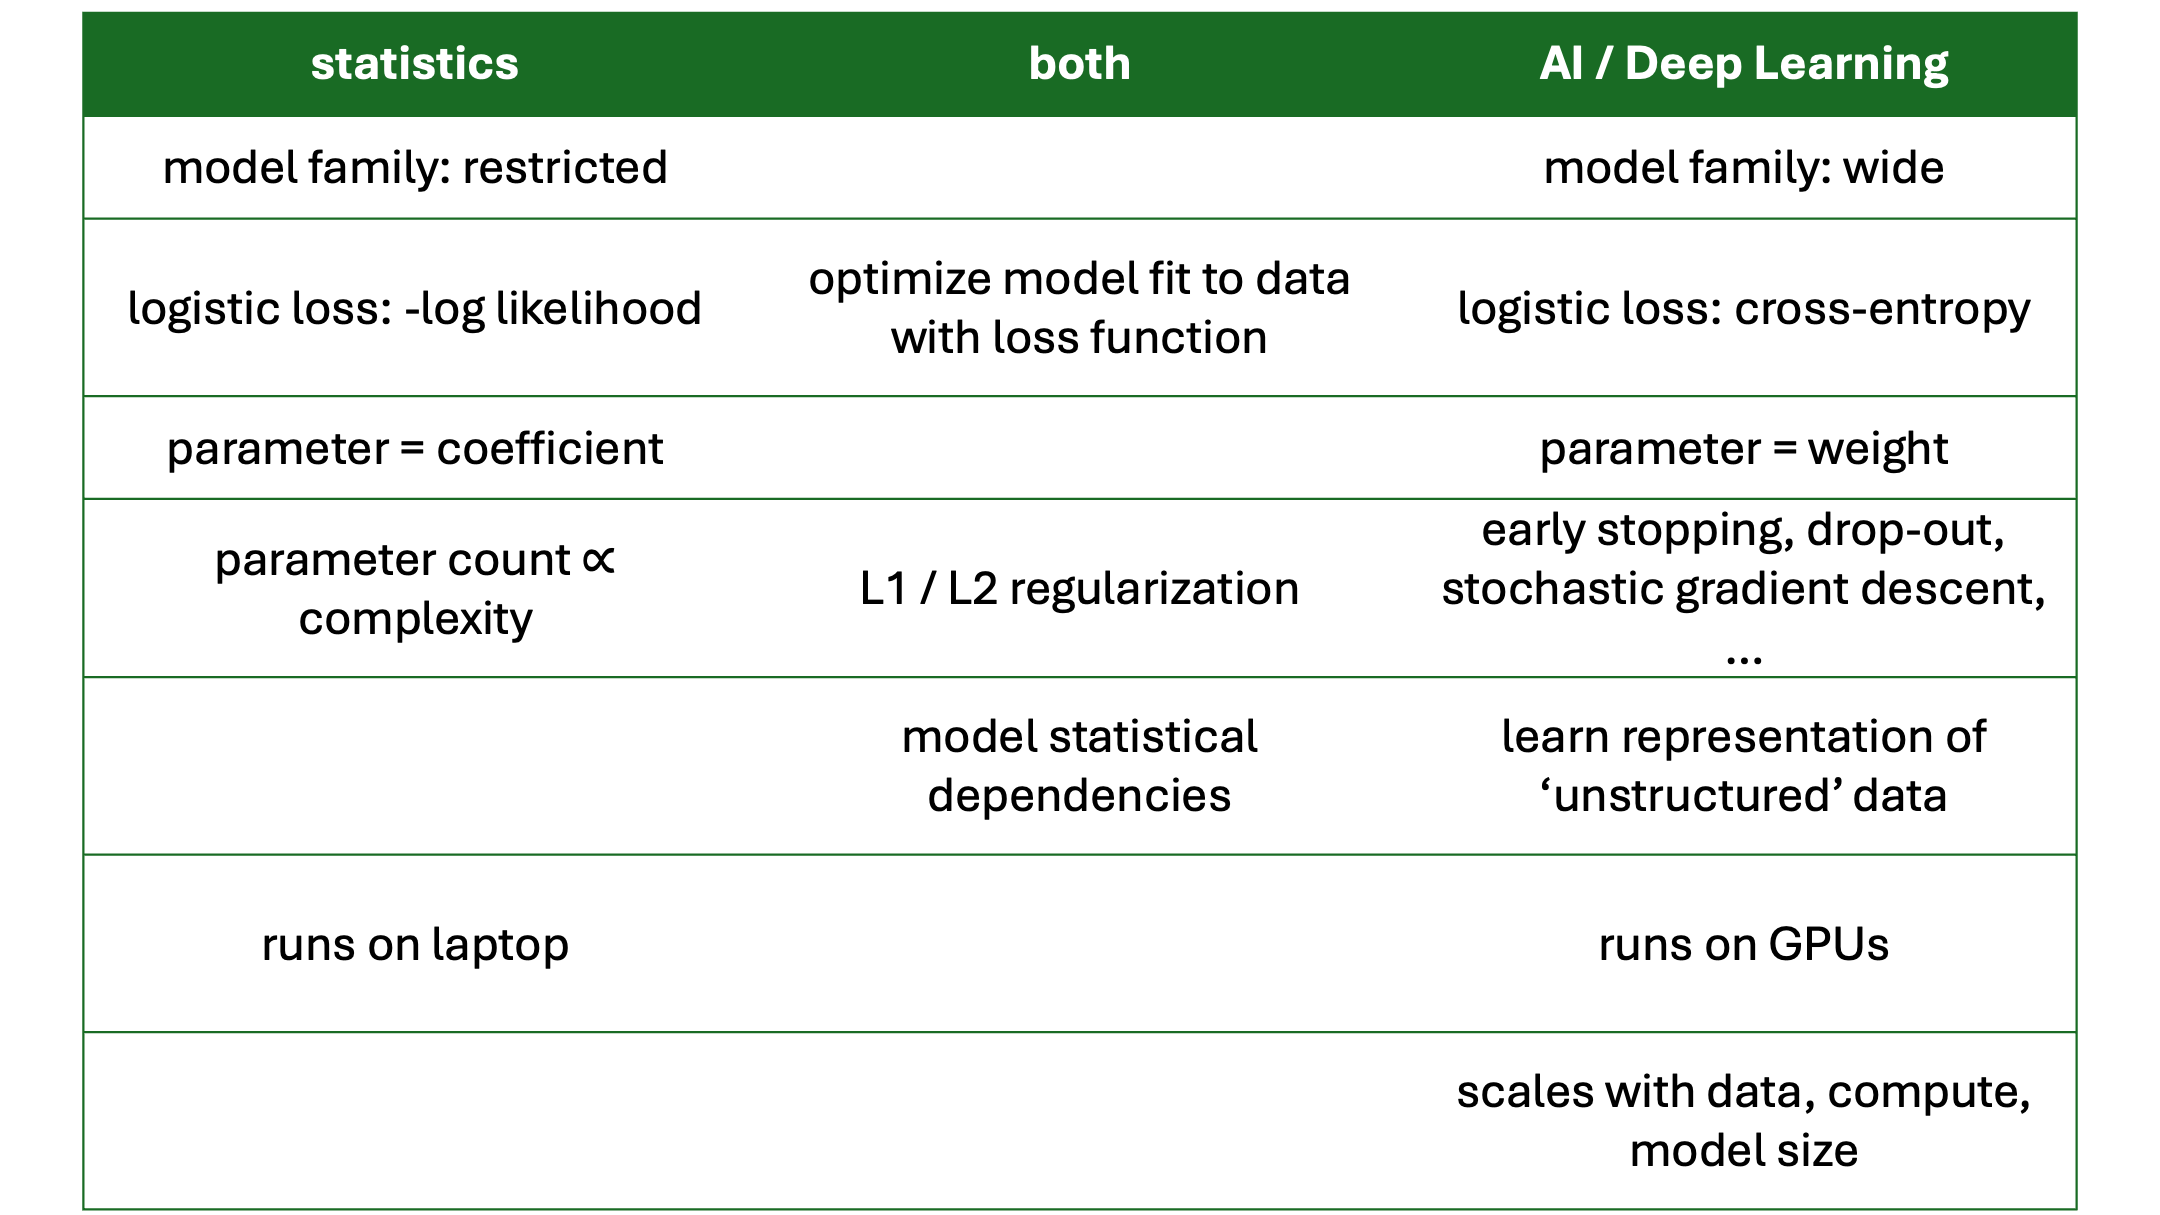 statistics both AI / Deep Learning
model family: restricted model family: wide
logistic loss: -log likelihood
optimize model fit to data
with loss function
logistic loss: cross-entropy
parameter = coefficient parameter = weight
parameter count ∝
complexity
L1 / L2 regularization
early stopping, drop-out,
stochastic gradient descent,
...
model statistical
dependencies
learn representation of
‘unstructured’ data
runs on laptop runs on GPUs
scales with data, compute,
model size